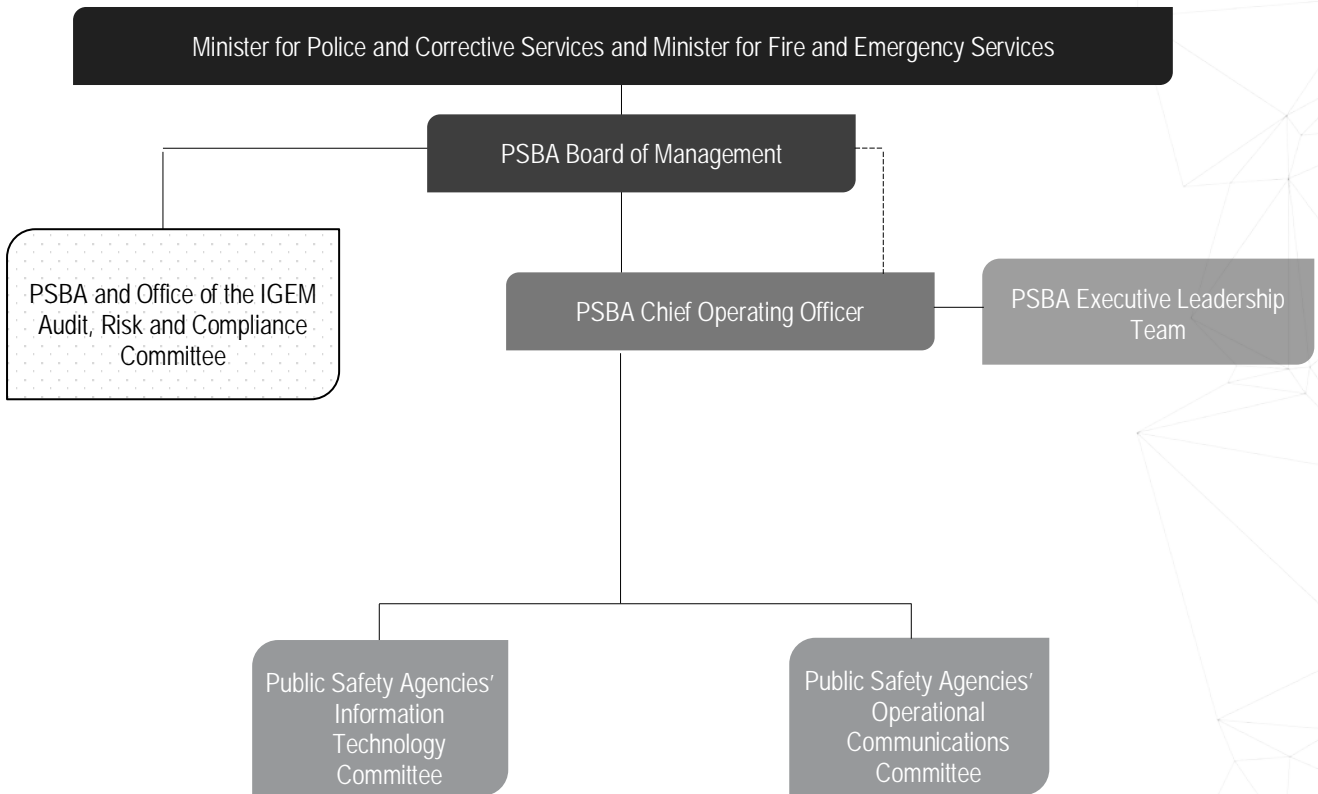 Minister for Police and Corrective Services and Minister for Fire and Emergency Services
PSBA Board of Management
PSBA and Office of the IGEM
Audit, Risk and Compliance
Committee
PSBA Chief Operating Officer
PSBA Executive Leadership
Team
Public Safety Agencies’
Information
Technology
Committee
Public Safety Agencies’
Operational
Communications
Committee